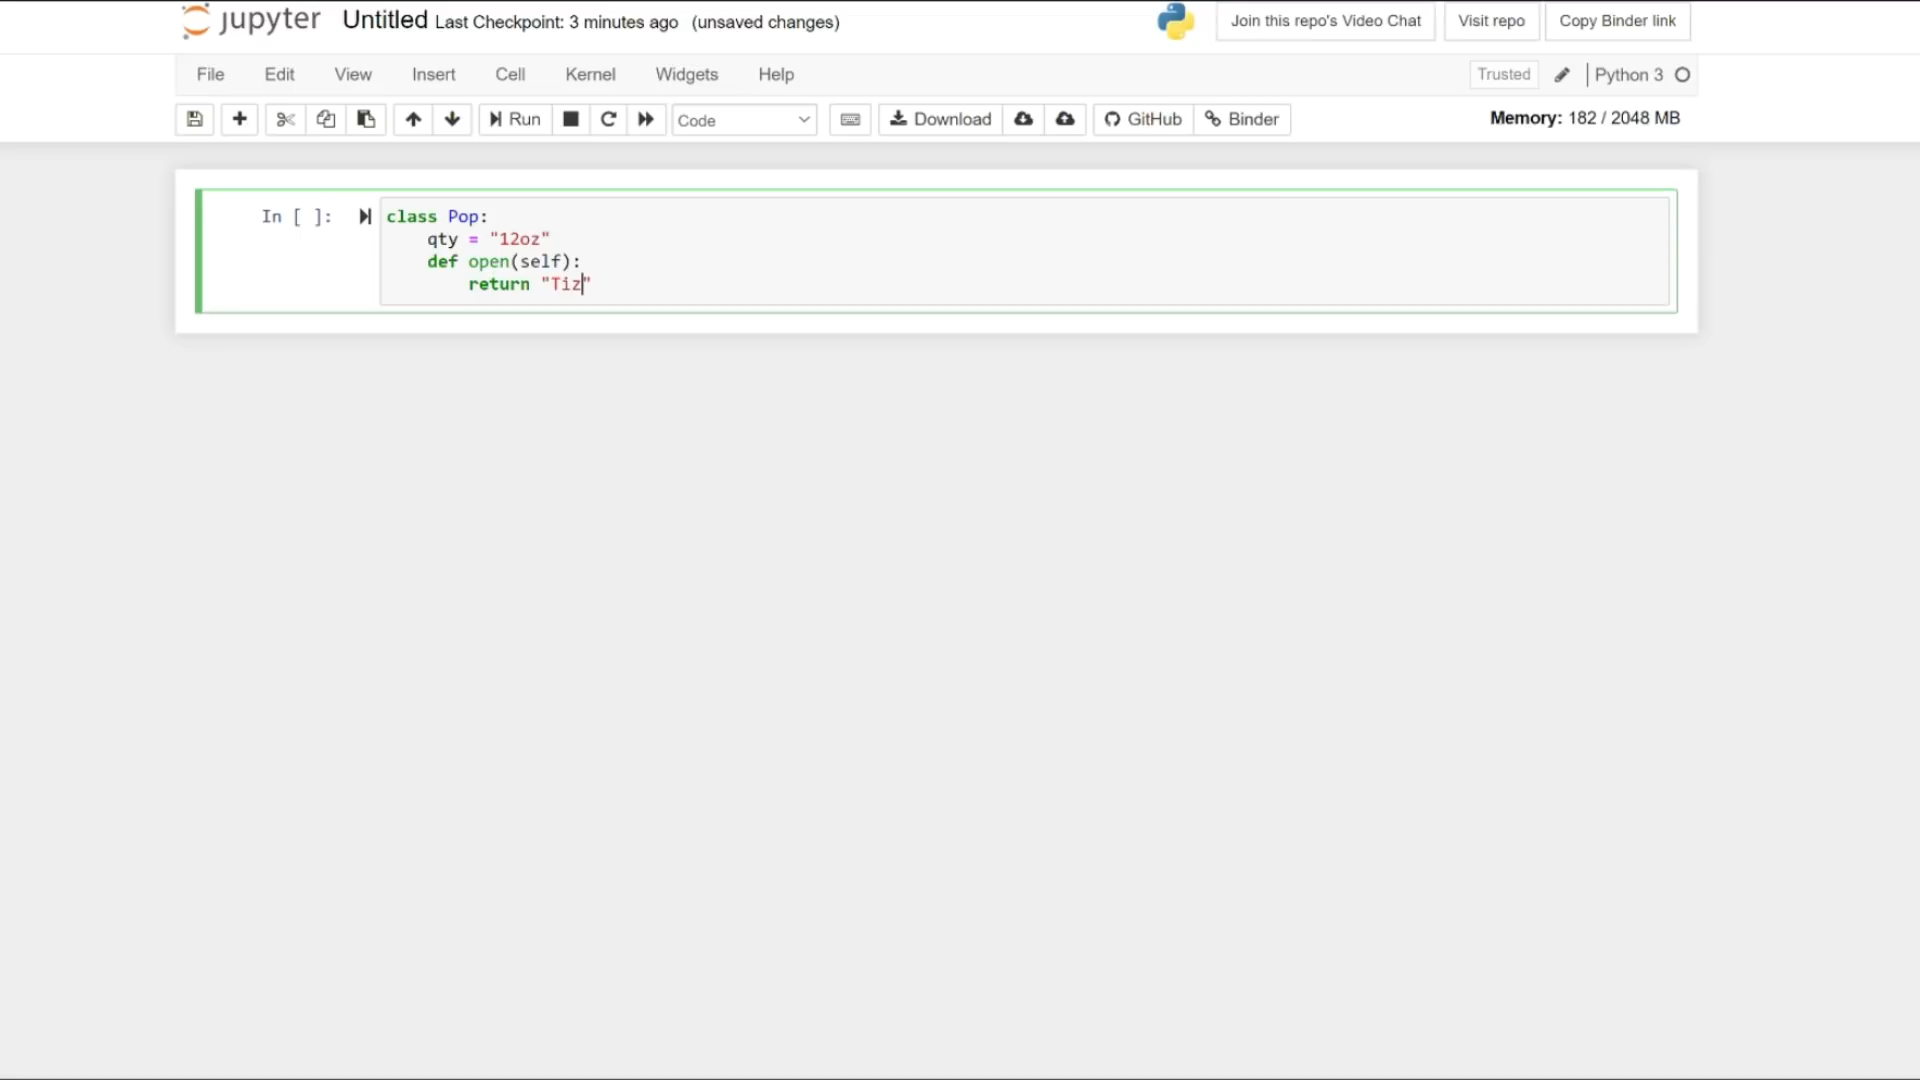 jupyter Untitled Last Checkpoint: 3 minutes ago (unsaved changes) Join this repo's Video Chat Visit repo Copy Binder link
File Edit View Insert Cell Kernel Widgets Help Trusted Python 3
Run Code Download GitHub Binder Memory: 182 / 2048 MB
In [ ]: class Pop:
    qty = "12oz"
    def open(self):
        return "Tiz"